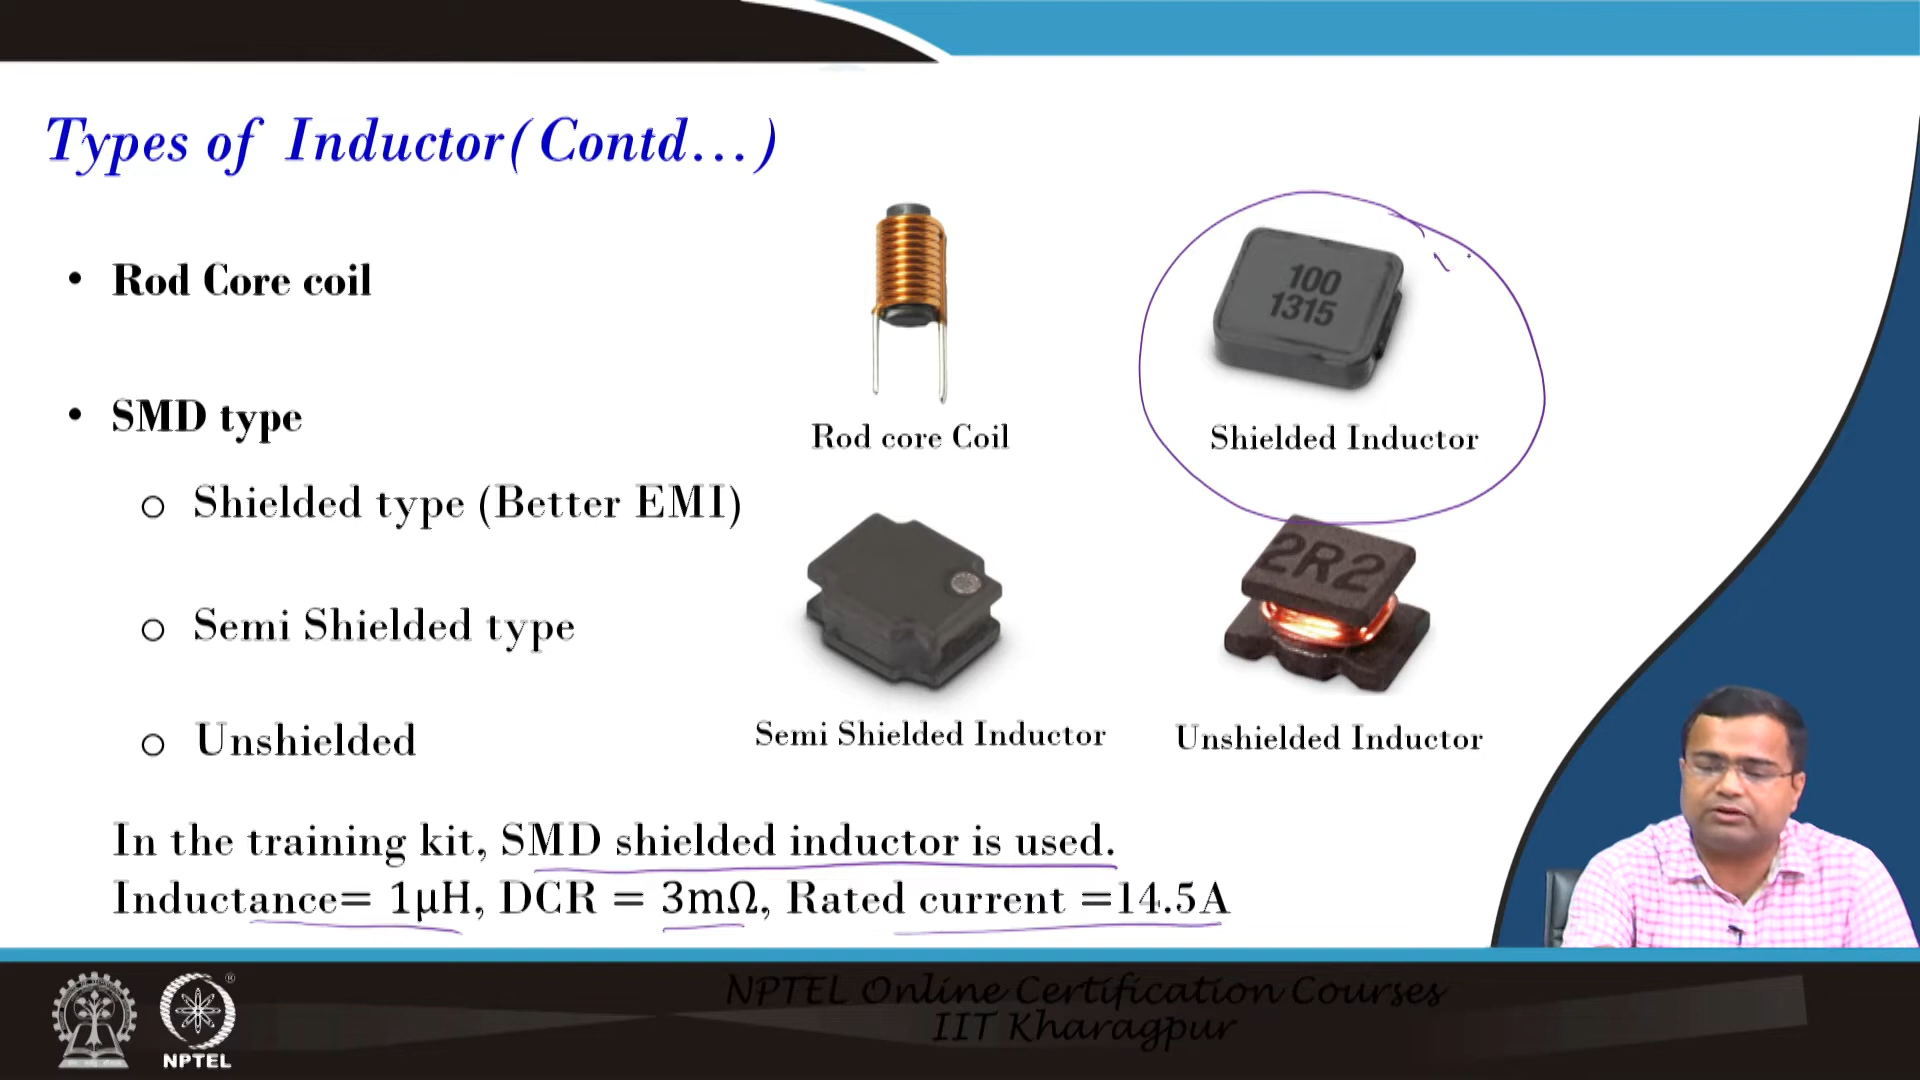 Types of Inductor(Contd...)
• Rod Core coil
• SMD type
o Shielded type (Better EMI)
o Semi Shielded type
o Unshielded
Rod core Coil
100
1315
Shielded Inductor
Semi Shielded Inductor
2R2
Unshielded Inductor
In the training kit, SMD shielded inductor is used.
Inductance= 1μH, DCR = 3mΩ, Rated current =14.5A
NPTEL Online Certification Courses
IIT Kharagpur
®
NPTEL